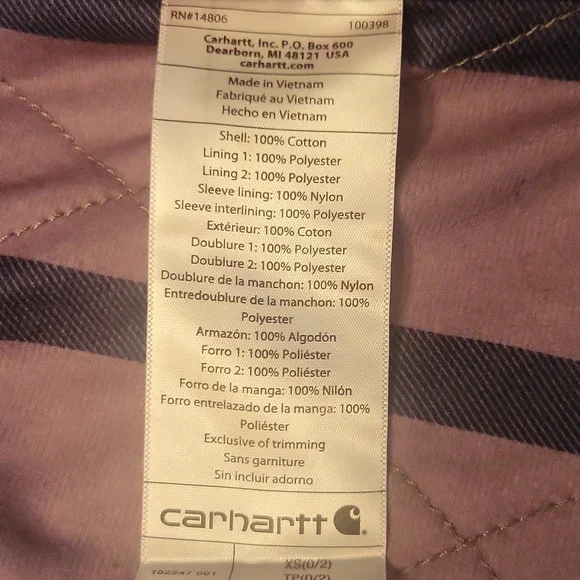 RN#14806 100398
Carhartt, Inc. P.O. Box 600
Dearborn, MI 48121 USA
carhartt.com
Made in Vietnam
Fabriqué au Vietnam
Hecho en Vietnam
Shell: 100% Cotton
Lining 1: 100% Polyester
Lining 2: 100% Polyester
Sleeve lining: 100% Nylon
Sleeve interlining: 100% Polyester
Extérieur: 100% Coton
Doublure 1: 100% Polyester
Doublure 2: 100% Polyester
Doublure de la manchon: 100% Nylon
Entredoublure de la manchon: 100%
Polyester
Armazón: 100% Algodón
Forro 1: 100% Poliéster
Forro 2: 100% Poliéster
Forro de la manga: 100% Nilón
Forro entrelazado de la manga: 100%
Poliéster
Exclusive of trimming
Sans garniture
Sin incluir adorno
carhartt
102247 001 XS(0/2)
TP(0/2)